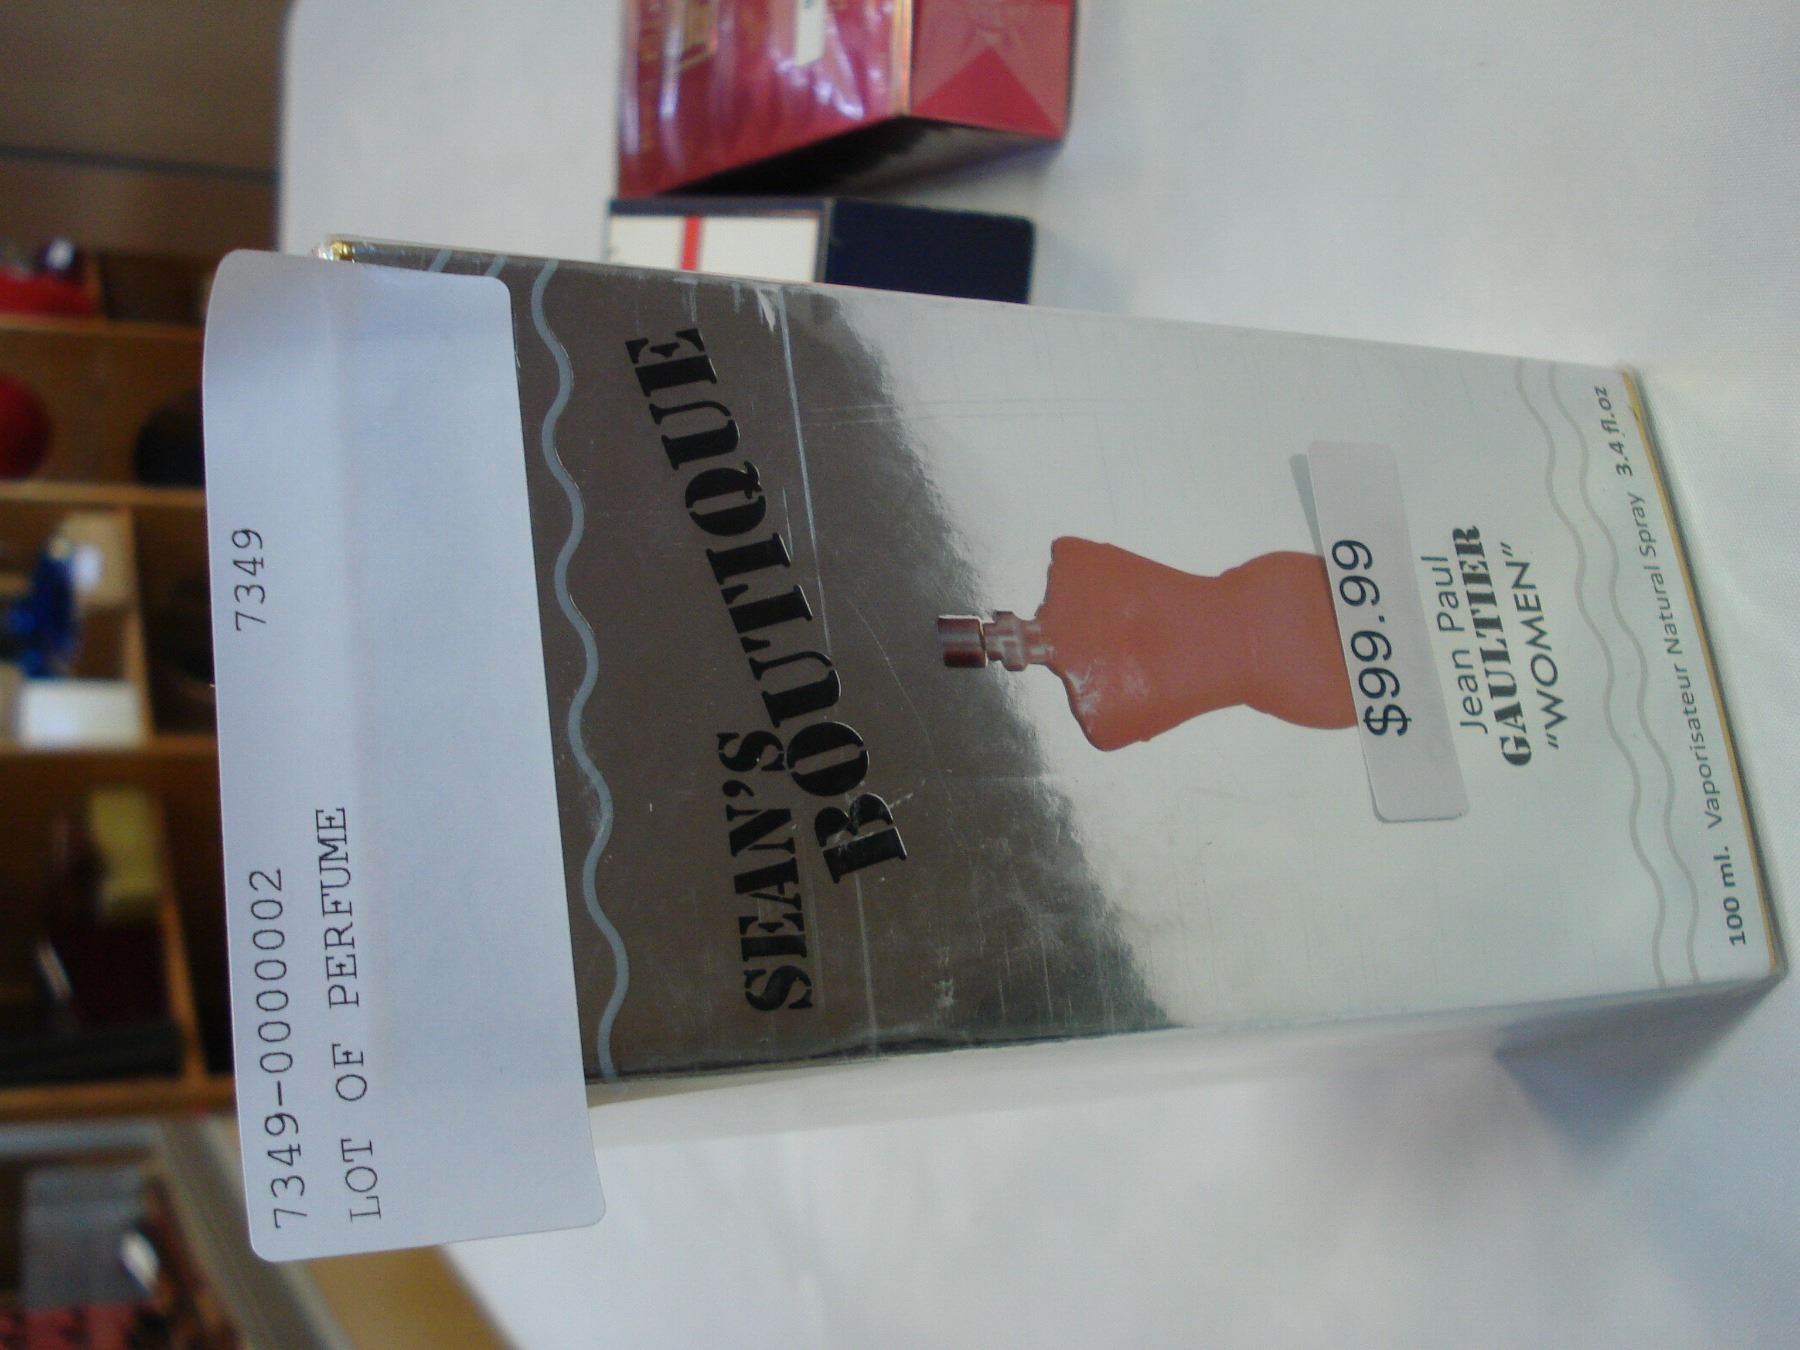 7349-0000002 7349
LOT OF PERFUME
SEAN'S
BOUTIQUE
$99.99
Jean Paul
GAULTIER
"WOMEN"
100 ml. Vaporisateur Natural Spray 3.4 fl.oz